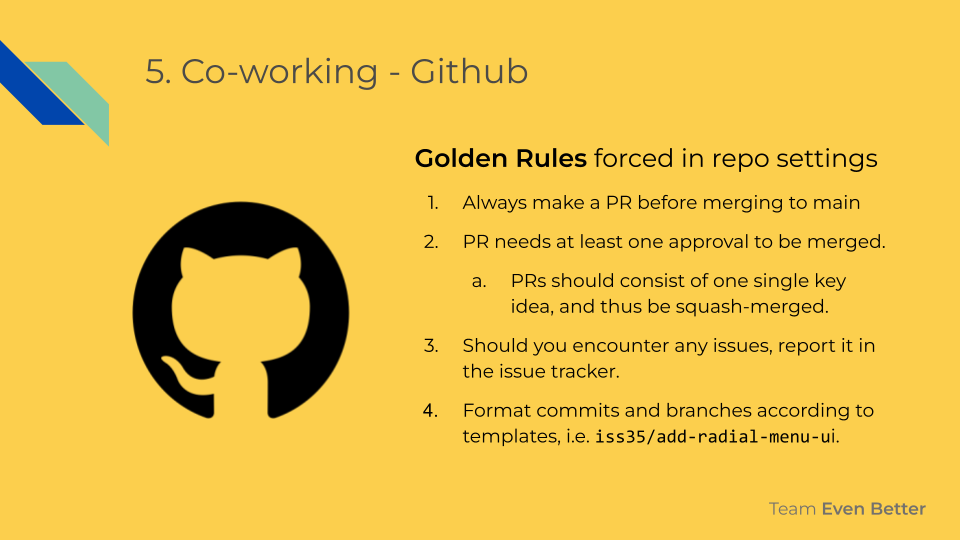 5. Co-working - Github
Golden Rules forced in repo settings
1. Always make a PR before merging to main
2. PR needs at least one approval to be merged.
a. PRs should consist of one single key
idea, and thus be squash-merged.
3. Should you encounter any issues, report it in
the issue tracker.
4. Format commits and branches according to
templates, i.e. iss35/add-radial-menu-ui.
Team Even Better